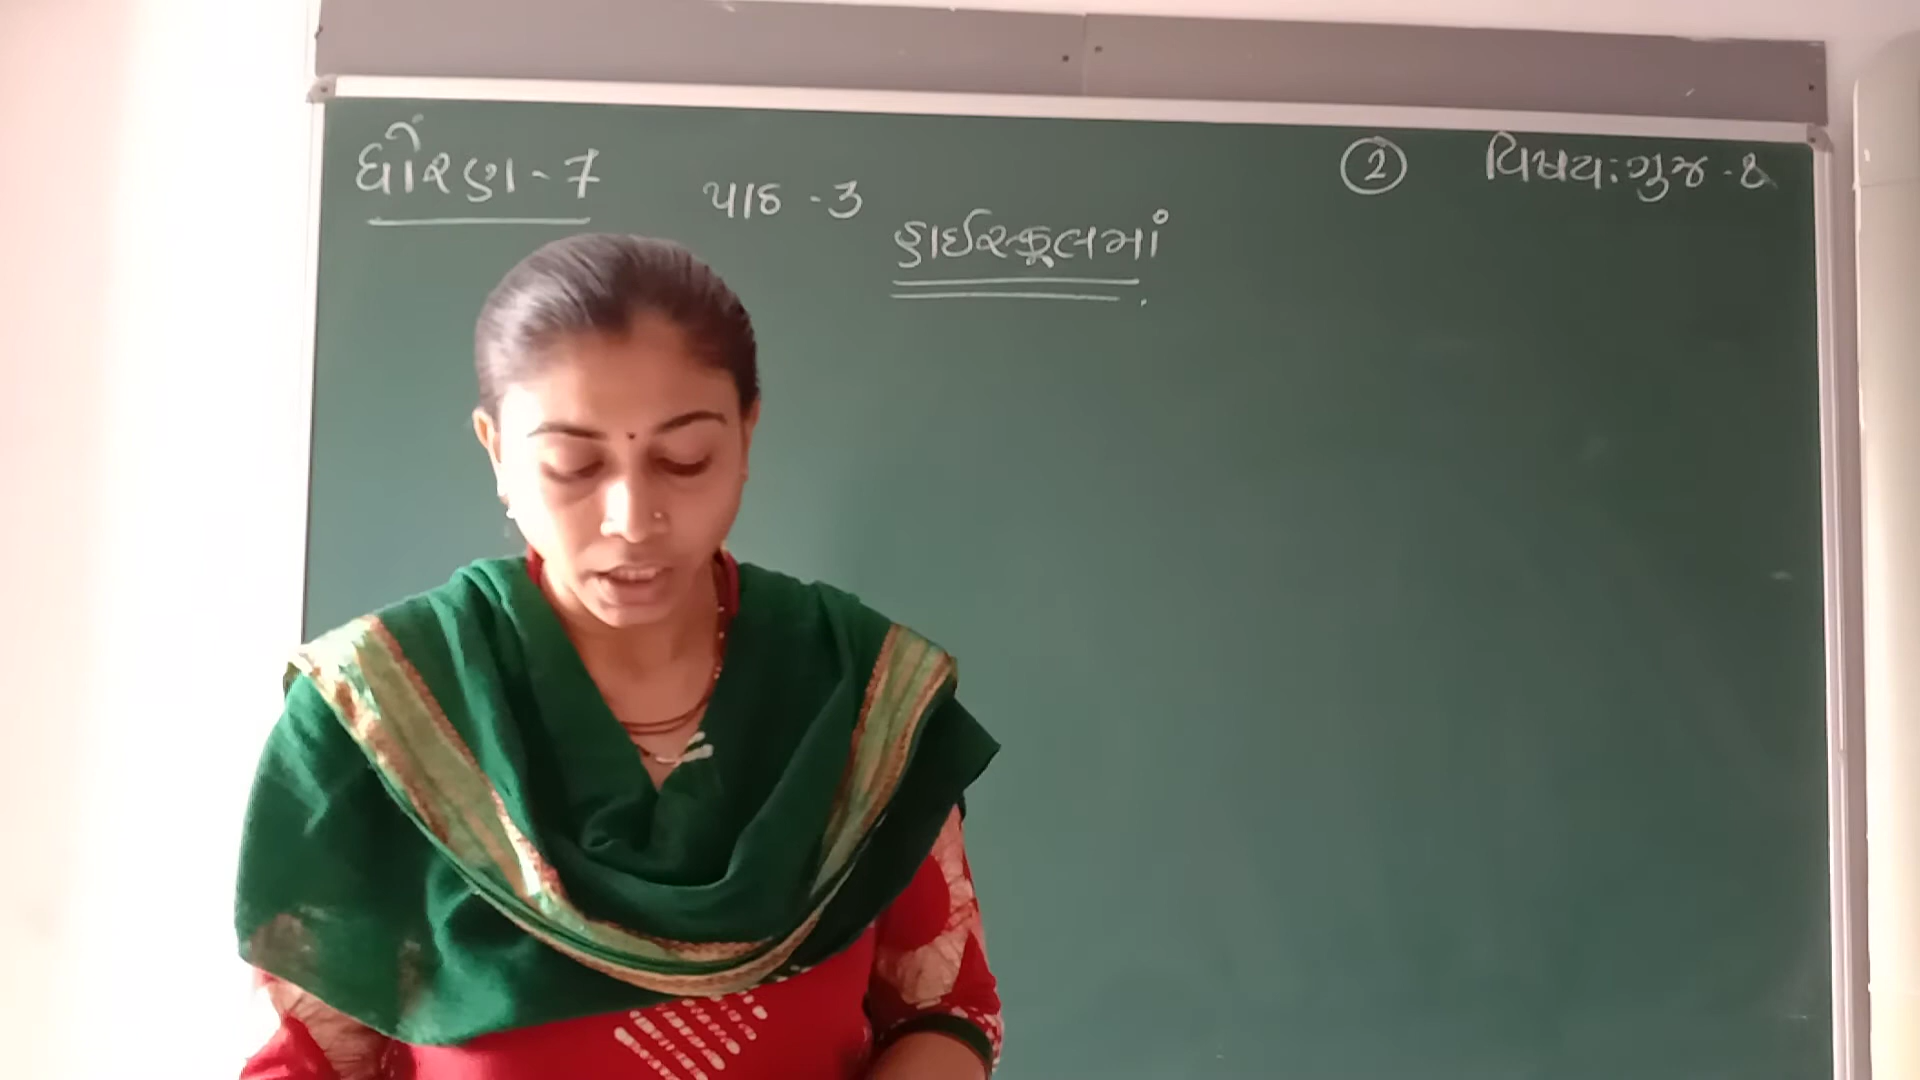 ધોરણ - 7
પાઠ - 3
હાઈસ્કૂલમાં
2
વિષય: ગુજ -